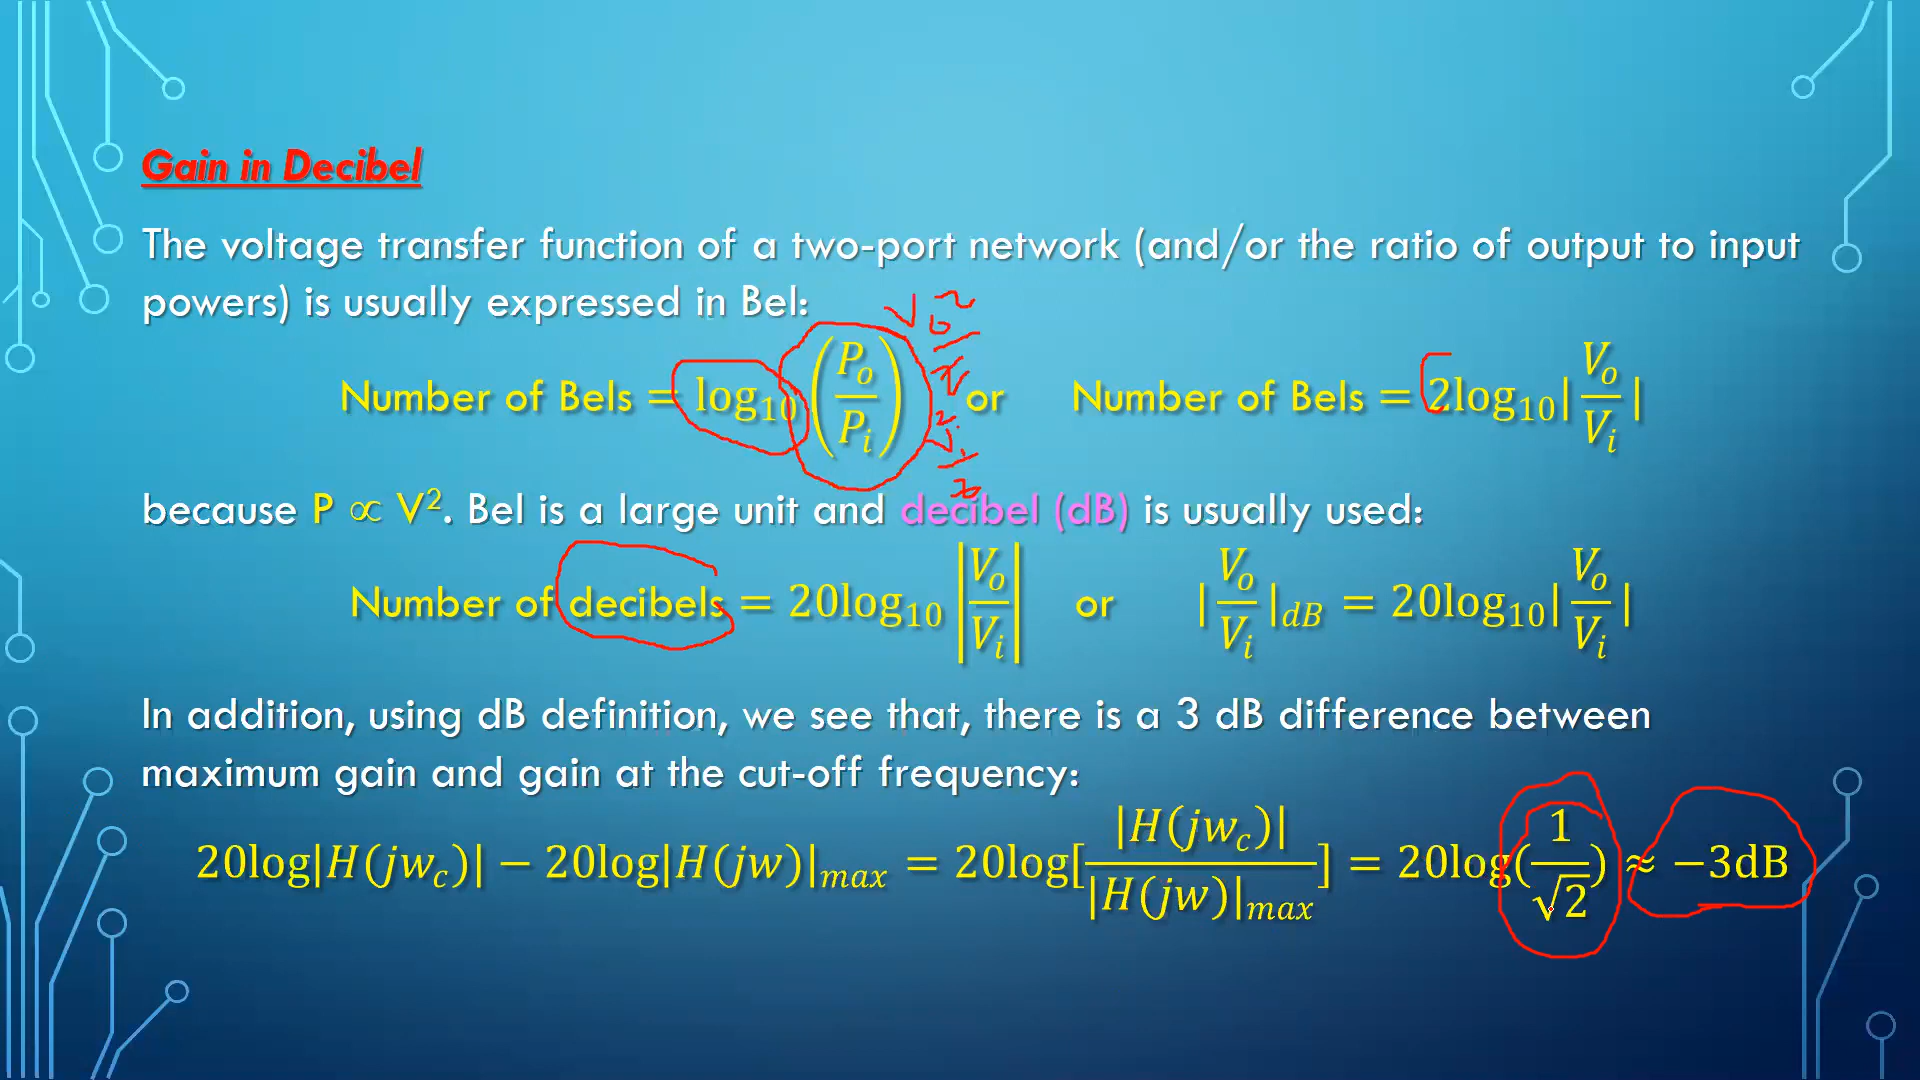 Gain in Decibel
The voltage transfer function of a two-port network (and/or the ratio of output to input
powers) is usually expressed in Bel:
Number of Bels = log₁₀ (Pₒ/Pᵢ) or Number of Bels = 2log₁₀|Vₒ/Vᵢ|
because P ∝ V². Bel is a large unit and decibel (dB) is usually used:
Number of decibels = 20log₁₀ |Vₒ/Vᵢ| or |Vₒ/Vᵢ|dB = 20log₁₀|Vₒ/Vᵢ|
In addition, using dB definition, we see that, there is a 3 dB difference between
maximum gain and gain at the cut-off frequency:
20log|H(jw_c)| − 20log|H(jw)|max = 20log[|H(jw_c)|/|H(jw)|max] = 20log(1/√2) ≈ −3dB